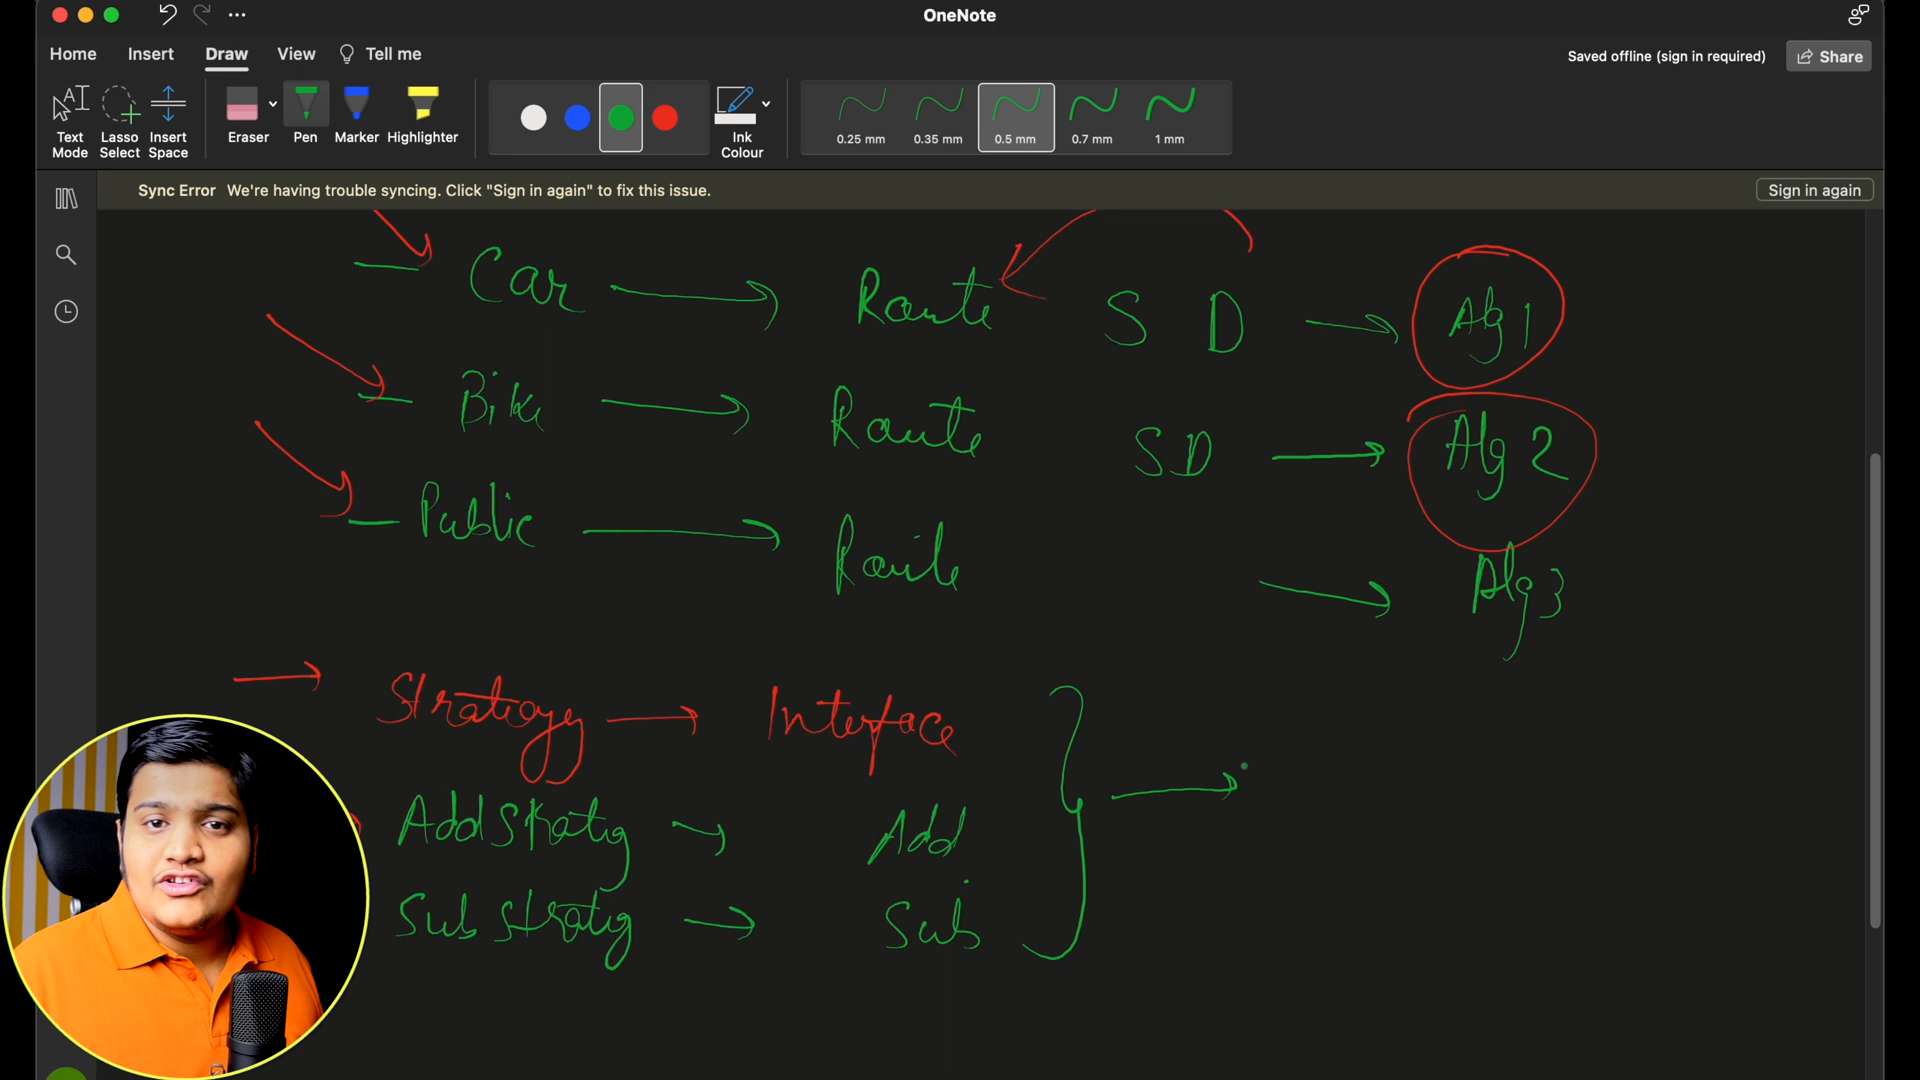 OneNote
Home Insert Draw View Tell me
Saved offline (sign in required) Share
Text Mode
Lasso Select
Insert Space
Eraser
Pen
Marker
Highlighter
Ink Colour
0.25 mm
0.35 mm
0.5 mm
0.7 mm
1 mm
Sync Error We're having trouble syncing. Click "Sign in again" to fix this issue. Sign in again
Car Route S D Alg 1
Bike Route SD Alg 2
Public Route Alg 3
Strategy Interface
Add Stratig Add
Sub Stratig Sub